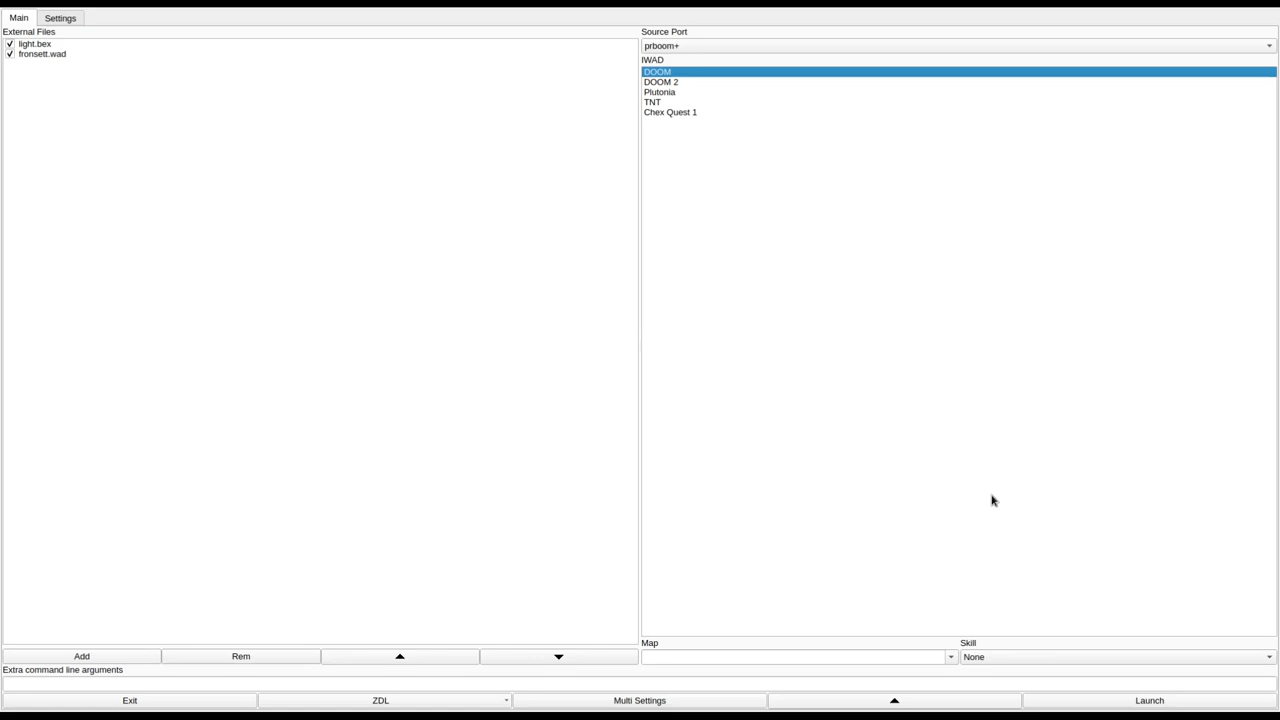 Main
Settings
External Files
light.bex
fronsett.wad
Source Port
prboom+
IWAD
DOOM
DOOM 2
Plutonia
TNT
Chex Quest 1
Add
Rem
Map
Skill
None
Extra command line arguments
Exit
ZDL
Multi Settings
Launch